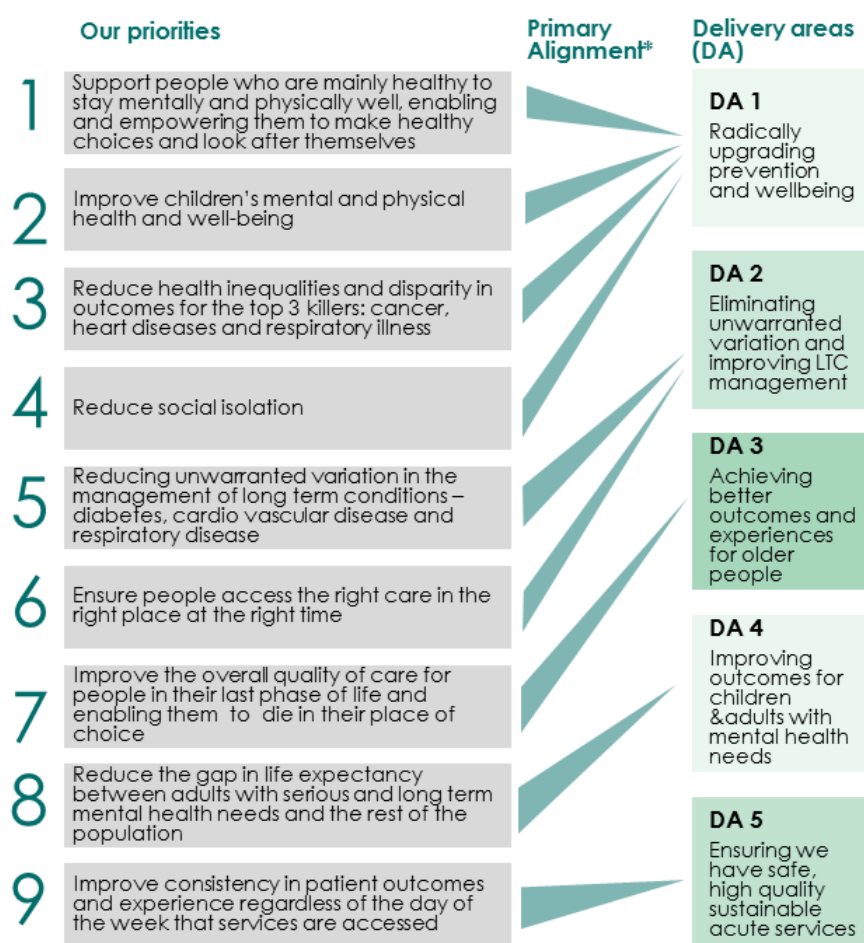 Our priorities
Primary
Alignment*
Delivery areas
(DA)
1
Support people who are mainly healthy to
stay mentally and physically well, enabling
and empowering them to make healthy
choices and look after themselves
2
Improve children's mental and physical
health and well-being
3
Reduce health inequalities and disparity in
outcomes for the top 3 killers: cancer,
heart diseases and respiratory illness
4
Reduce social isolation
5
Reducing unwarranted variation in the
management of long term conditions –
diabetes, cardio vascular disease and
respiratory disease
6
Ensure people access the right care in the
right place at the right time
7
Improve the overall quality of care for
people in their last phase of life and
enabling them to die in their place of
choice
8
Reduce the gap in life expectancy
between adults with serious and long term
mental health needs and the rest of the
population
9
Improve consistency in patient outcomes
and experience regardless of the day of
the week that services are accessed
DA 1
Radically
upgrading
prevention
and wellbeing
DA 2
Eliminating
unwarranted
variation and
improving LTC
management
DA 3
Achieving
better
outcomes and
experiences
for older
people
DA 4
Improving
outcomes for
children
&adults with
mental health
needs
DA 5
Ensuring we
have safe,
high quality
sustainable
acute services